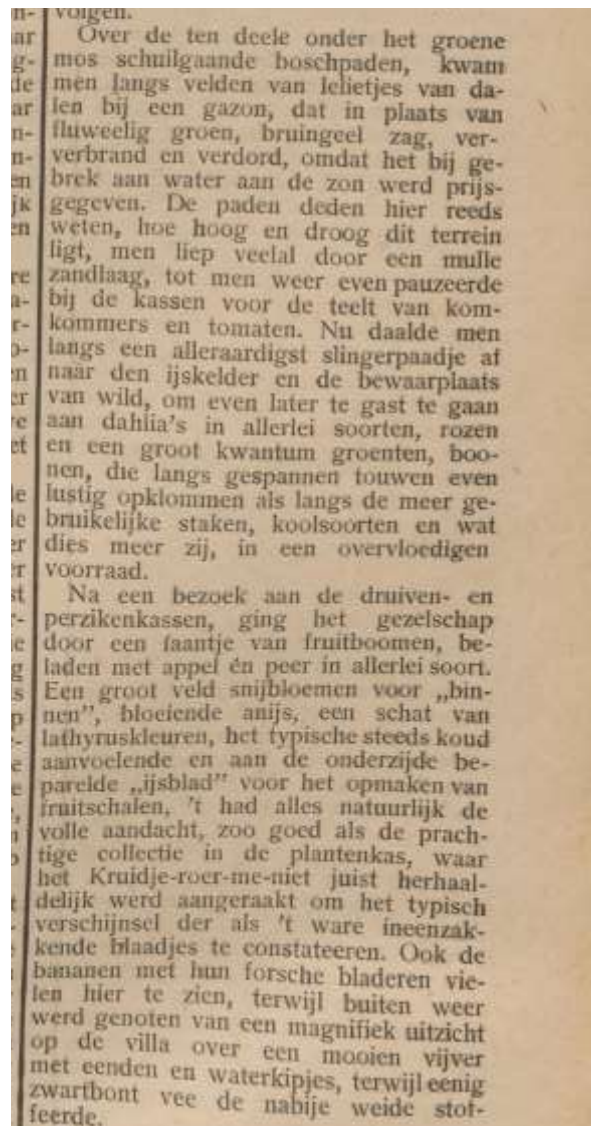 volgen.
Over de ten deele onder het groene
mos schuilgaande boschpaden, kwam
men langs velden van lelietjes van da-
len bij een gazon, dat in plaats van
fluweelig groen, bruingeel zag, ver-
verbrand en verdord, omdat het bij ge-
brek aan water aan de zon werd prijs-
gegeven. De paden deden hier reeds
weten, hoe hoog en droog dit terrein
ligt, men liep veelal door een mulle
zandlaag, tot men weer even pauzeerde
bij de kassen voor de teelt van kom-
kommers en tomaten. Nu daalde men
langs een alleraardigst slingerpaadje af
naar den ijskelder en de bewaarplaats
van wild, om even later te gast te gaan
aan dahlia's in allerlei soorten, rozen
en een groot kwantum groenten, boo-
nen, die langs gespannen touwen even
lustig opklommen als langs de meer ge-
bruikelijke staken, koolsoorten en wat
dies meer zij, in een overvloedigen
voorraad.
Na een bezoek aan de druiven- en
perzikenkassen, ging het gezelschap
door een laantje van fruitboomen, be-
laden met appel én peer in allerlei soort.
Een groot veld snijbloemen voor „bin-
nen”, bloeiende anijs, een schat van
lathyruskleuren, het typische steeds koud
aanvoelende en aan de onderzijde be-
parelde „ijsblad” voor het opmaken van
fruitschalen, 't had alles natuurlijk de
volle aandacht, zoo goed als de prach-
tige collectie in de plantenkas, waar
het Kruidje-roer-me-niet juist herhaal-
delijk werd aangeraakt om het typisch
verschijnsel der als 't ware ineenzak-
kende blaadjes te constateeren. Ook de
bananen met hun forsche bladeren vie-
len hier te zien, terwijl buiten weer
werd genoten van een magnifiek uitzicht
op de villa over een mooien vijver
met eenden en waterkipjes, terwijl eenig
zwartbont vee de nabije weide stof-
feerde.